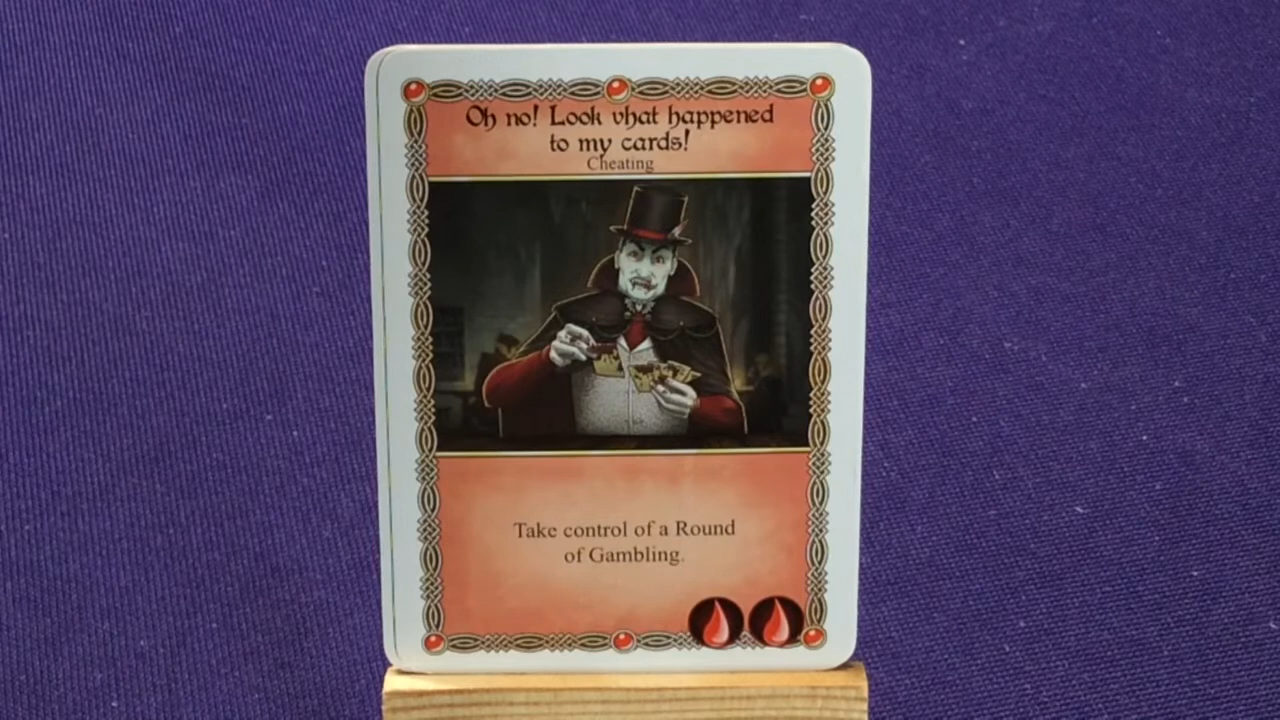 Oh no! Look vhat happened
to my cards!
Cheating
Take control of a Round
of Gambling.